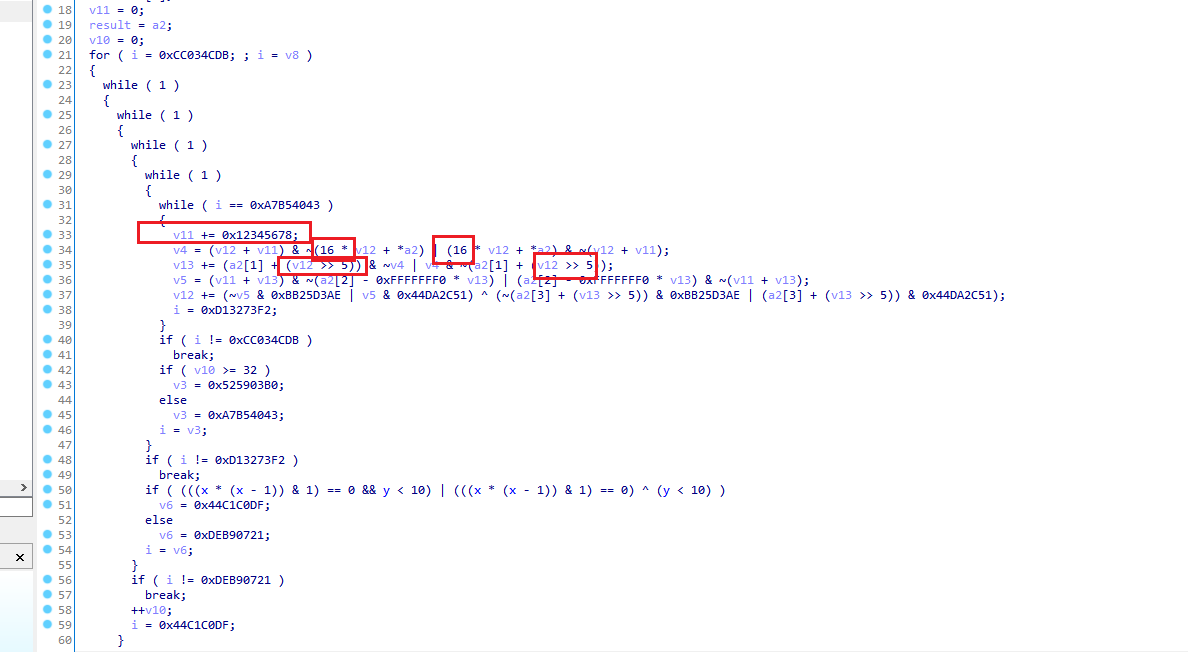 18 v11 = 0;
19 result = a2;
20 v10 = 0;
21 for ( i = 0xCC034CDB; ; i = v8 )
22 {
23 while ( 1 )
24 {
25 while ( 1 )
26 {
27 while ( 1 )
28 {
29 while ( 1 )
30 {
31 while ( i == 0xA7B54043 )
32 {
33 v11 += 0x12345678;
34 v4 = (v12 + v11) & ~(16 * v12 + *a2) | (16 * v12 + *a2) & ~(v12 + v11);
35 v13 += (a2[1] + (v12 >> 5)) & ~v4 | v4 & ~(a2[1] + (v12 >> 5));
36 v5 = (v11 + v13) & ~(a2[2] - 0xFFFFFFF0 * v13) | (a2[2] - 0xFFFFFFF0 * v13) & ~(v11 + v13);
37 v12 += (~v5 & 0xBB25D3AE | v5 & 0x44DA2C51) ^ (~(a2[3] + (v13 >> 5)) & 0xBB25D3AE | (a2[3] + (v13 >> 5)) & 0x44DA2C51);
38 i = 0xD13273F2;
39 }
40 if ( i != 0xCC034CDB )
41 break;
42 if ( v10 >= 32 )
43 v3 = 0x525903B0;
44 else
45 v3 = 0xA7B54043;
46 i = v3;
47 }
48 if ( i != 0xD13273F2 )
49 break;
50 if ( (((x * (x - 1)) & 1) == 0 && y < 10) | (((x * (x - 1)) & 1) == 0) ^ (y < 10) )
51 v6 = 0x44C1C0DF;
52 else
53 v6 = 0xDEB90721;
54 i = v6;
55 }
56 if ( i != 0xDEB90721 )
57 break;
58 ++v10;
59 i = 0x44C1C0DF;
60 }